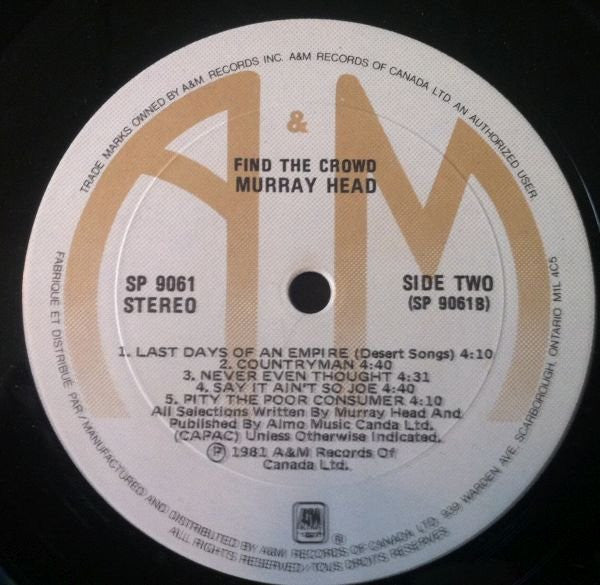 TRADE MARKS OWNED BY A&M RECORDS INC. A&M RECORDS OF CANADA LTD. AN AUTHORIZED USER
A & M
FIND THE CROWD
MURRAY HEAD
SP 9061
STEREO
SIDE TWO
(SP 9061B)
1. LAST DAYS OF AN EMPIRE (Desert Songs) 4:10
2. COUNTRYMAN 4:40
3. NEVER EVEN THOUGHT 4:31
4. SAY IT AIN'T SO JOE 4:40
5. PITY THE POOR CONSUMER 4:10
All Selections Written By Murray Head And
Published By Almo Music Canda Ltd.
(CAPAC) Unless Otherwise Indicated.
Ⓟ 1981 A&M Records Of
Canada Ltd.
A&M ®
FABRIQUÉ ET DISTRIBUÉ PAR/MANUFACTURED AND DISTRIBUTED BY A&M RECORDS OF CANADA LTD. 939 WARDEN AVE. SCARBOROUGH, ONTARIO M1L 4C5
ALL RIGHTS RESERVED/TOUS DROITS RESERVÉS